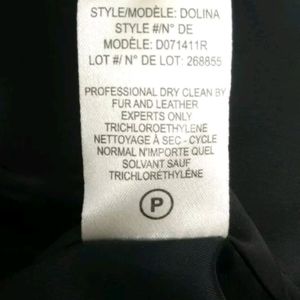 STYLE/MODÈLE: DOLINA
STYLE #/N° DE
MODÈLE: D071411R
LOT #/ N° DE LOT: 268855
PROFESSIONAL DRY CLEAN BY
FUR AND LEATHER
EXPERTS ONLY
TRICHLOROETHYLENE
NETTOYAGE À SEC - CYCLE
NORMAL N'IMPORTE QUEL
SOLVANT SAUF
TRICHLORÉTHYLÈNE
P